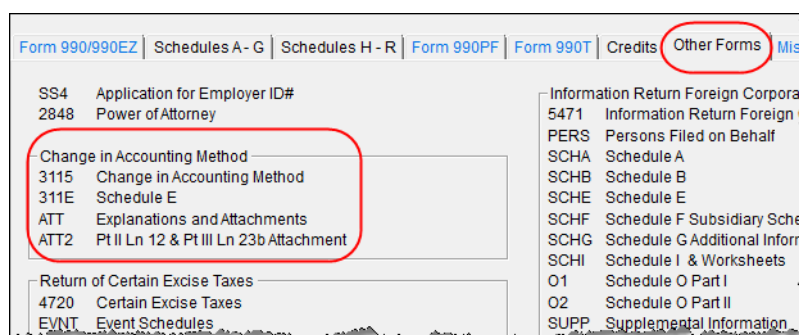 Form 990/990EZ Schedules A - G Schedules H - R Form 990PF Form 990T Credits Other Forms
SS4 Application for Employer ID#
2848 Power of Attorney
Change in Accounting Method
3115 Change in Accounting Method
311E Schedule E
ATT Explanations and Attachments
ATT2 Pt II Ln 12 & Pt III Ln 23b Attachment
Return of Certain Excise Taxes
4720 Certain Excise Taxes
EVNT Event Schedules
Information Return Foreign
5471 Information Return Foreign
PERS Persons Filed on Behalf
SCHA Schedule A
SCHB Schedule B
SCHE Schedule E
SCHF Schedule F Subsidiary
SCHG Schedule G Additional
SCHI Schedule I & Worksheets
O1 Schedule O Part I
O2 Schedule O Part II
SUPP Supplemental Information